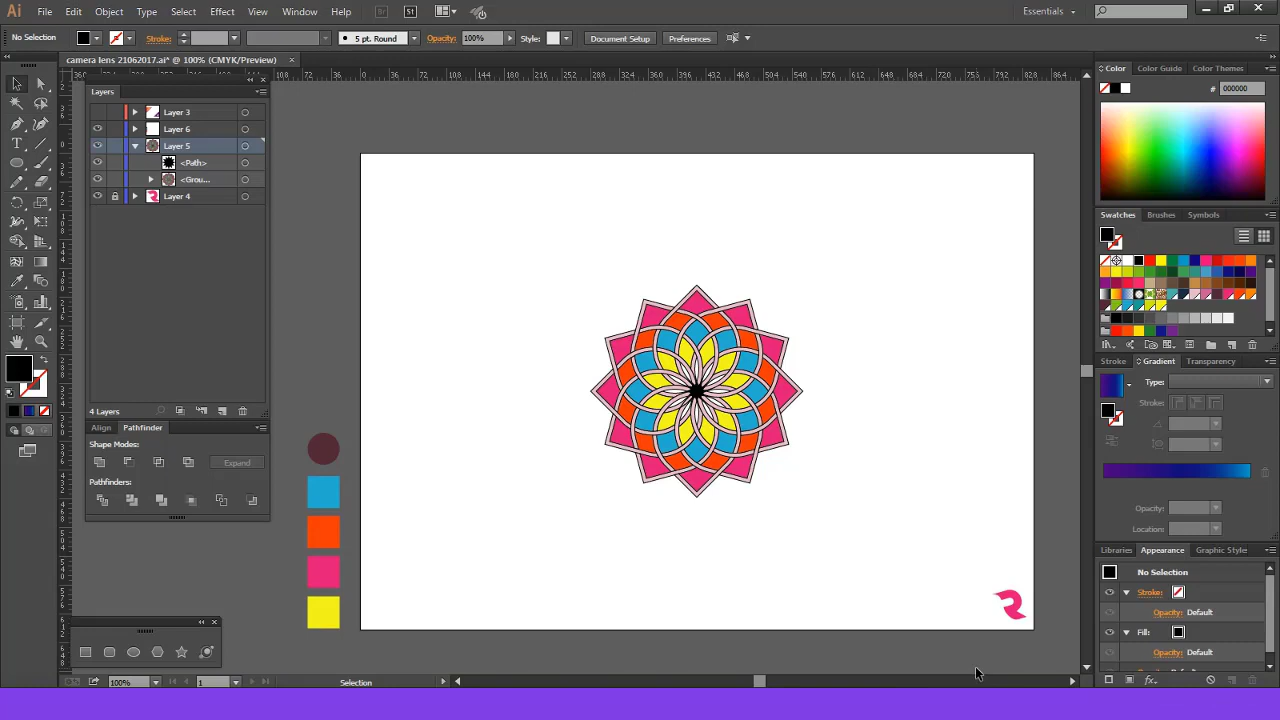 Ai File Edit Object Type Select Effect View Window Help Br St Essentials
No Selection Stroke: 5 pt. Round Opacity: 100% Style: Document Setup Preferences
camera lens 21062017.ai* @ 100% (CMYK/Preview) ×
Layers
Layer 3
Layer 6
Layer 5
<Path>
<Grou...
Layer 4
4 Layers
Align Pathfinder
Shape Modes:
Expand
Pathfinders:
Color Color Guide Color Themes
# 000000
Swatches Brushes Symbols
Stroke Gradient Transparency
Type:
Stroke:
Opacity:
Location:
Libraries Appearance Graphic Style
No Selection
Stroke:
Opacity: Default
Fill:
Opacity: Default
100% 1 Selection